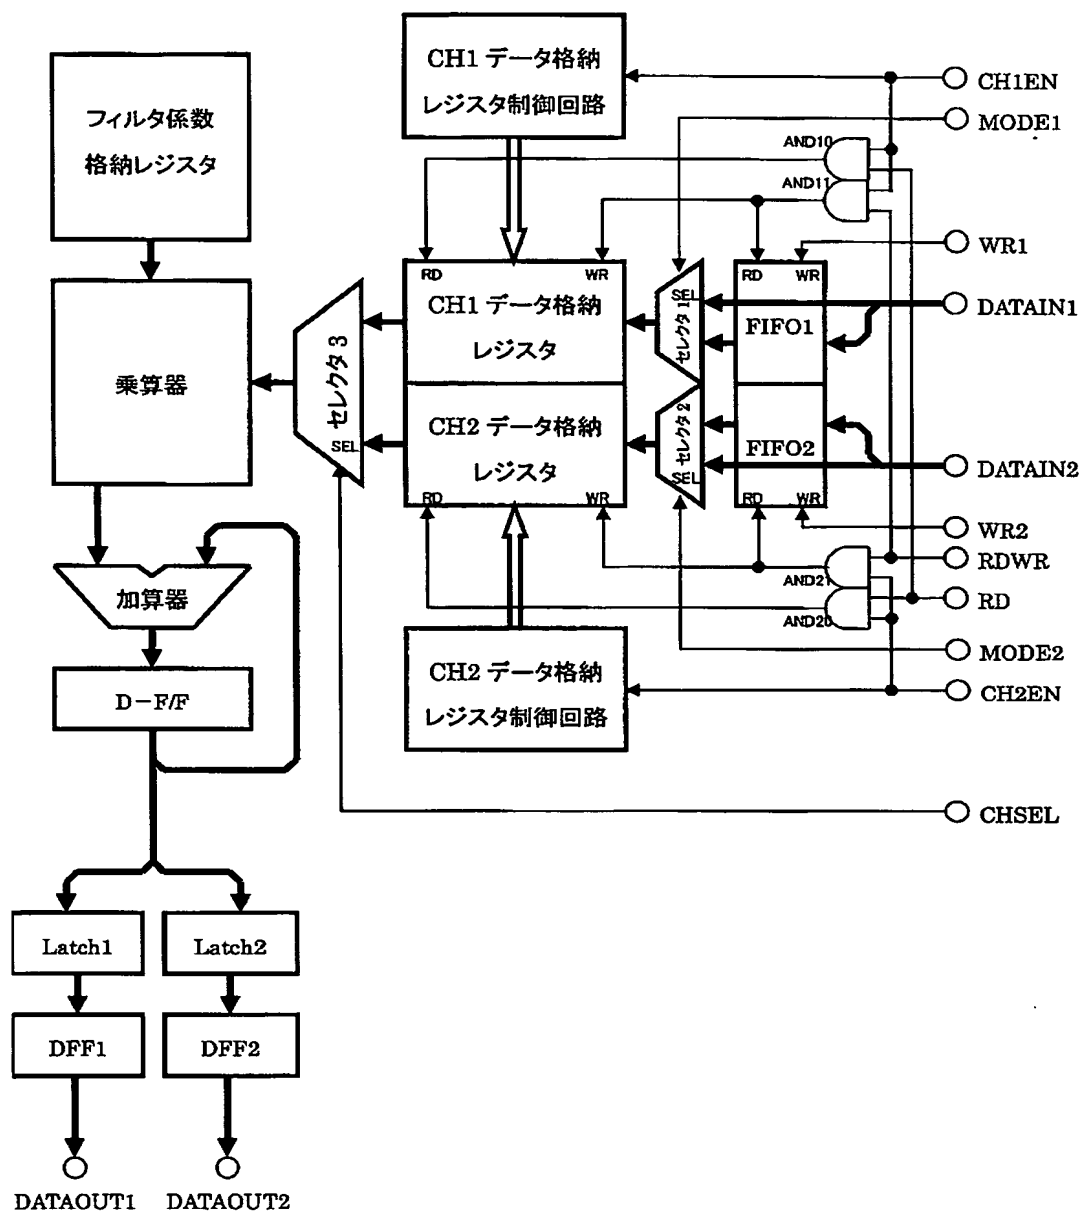 CH1 データ格納
レジスタ制御回路
フィルタ係数
格納レジスタ
CH1EN
MODE1
AND10
AND11
WR1
RD
WR
RD
WR
SEL
DATAIN1
CH1 データ格納
レジスタ
セレクタ 1
FIFO1
乗算器
セレクタ 3
SEL
CH2 データ格納
レジスタ
セレクタ 2
SEL
FIFO2
DATAIN2
RD
WR
RD
WR
WR2
RDWR
AND21
RD
AND20
加算器
MODE2
CH2 データ格納
レジスタ制御回路
CH2EN
D－F/F
CHSEL
Latch1
Latch2
DFF1
DFF2
DATAOUT1
DATAOUT2